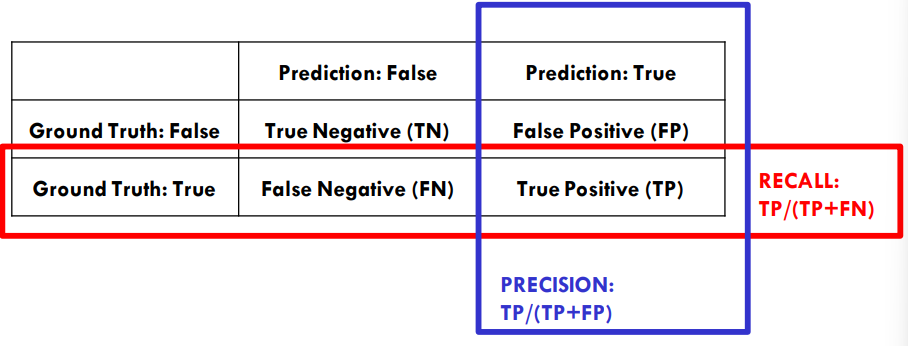 Prediction: False Prediction: True
Ground Truth: False True Negative (TN) False Positive (FP)
Ground Truth: True False Negative (FN) True Positive (TP)
RECALL:
TP/(TP+FN)
PRECISION:
TP/(TP+FP)